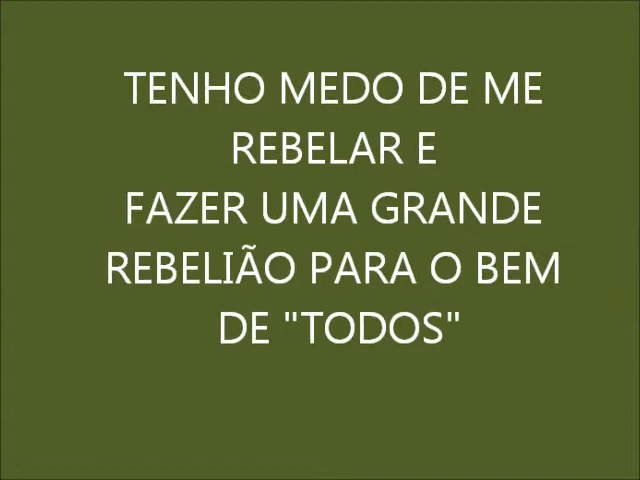 TENHO MEDO DE ME
REBELAR E
FAZER UMA GRANDE
REBELIÃO PARA O BEM
DE "TODOS"